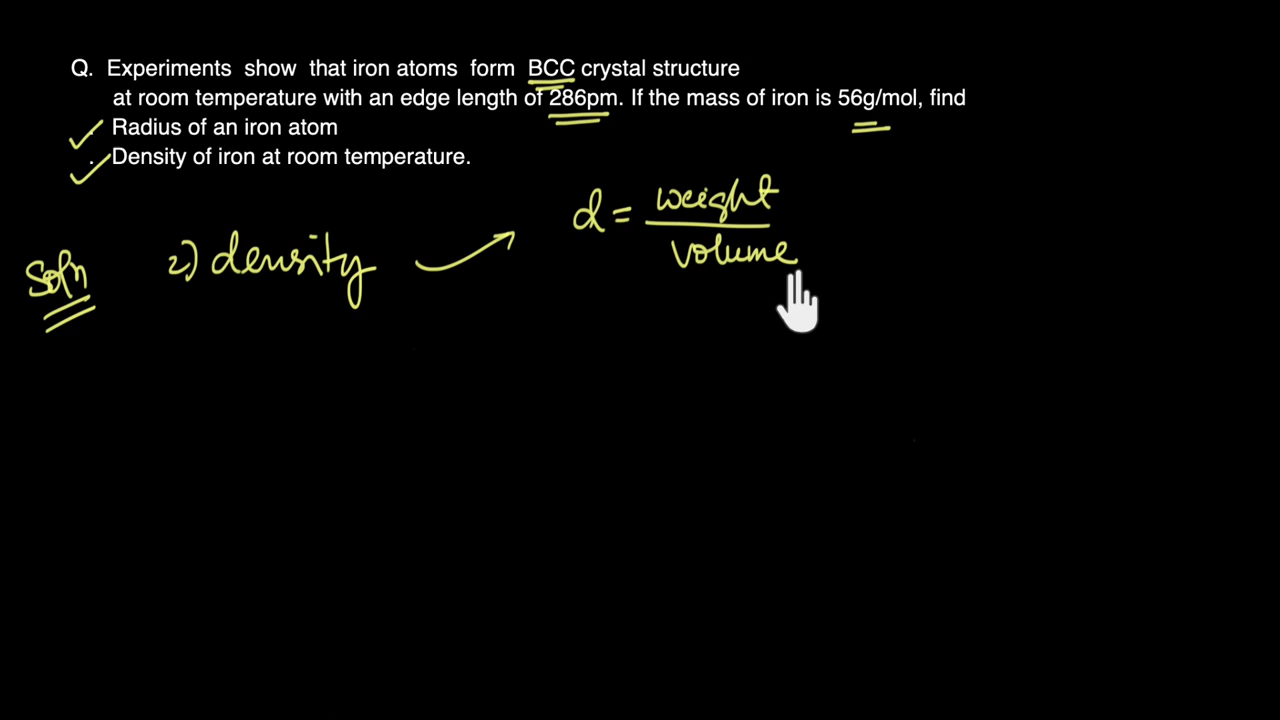 Q. Experiments show that iron atoms form BCC crystal structure
at room temperature with an edge length of 286pm. If the mass of iron is 56g/mol, find
. Radius of an iron atom
. Density of iron at room temperature.
Soln
2) density
d = weight
volume